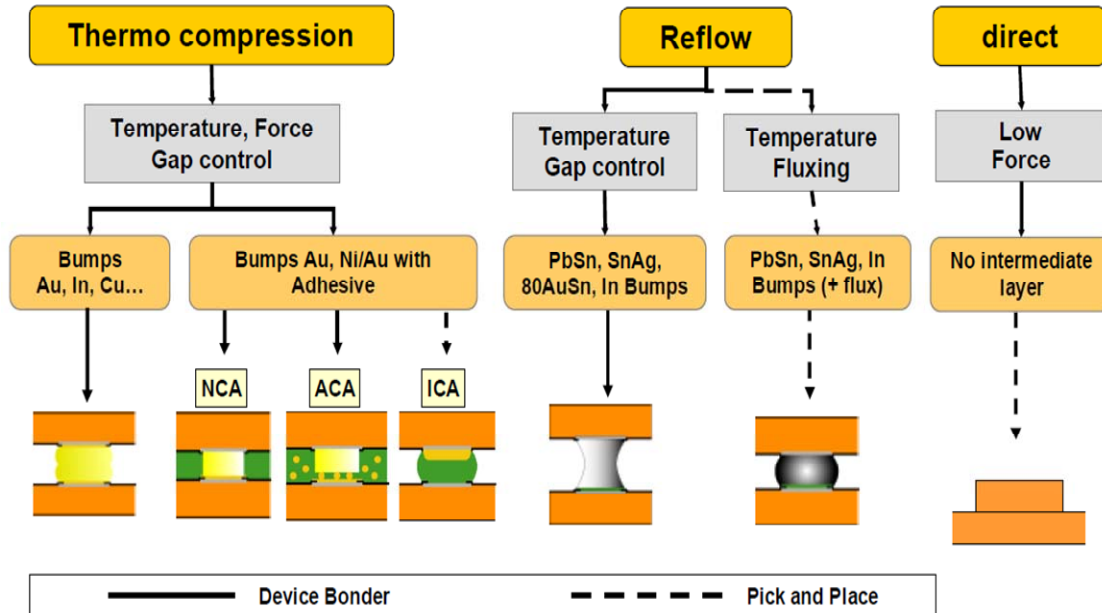 Thermo compression
Reflow
direct
Temperature, Force
Gap control
Temperature
Gap control
Temperature
Fluxing
Low
Force
Bumps
Au, In, Cu...
Bumps Au, Ni/Au with
Adhesive
PbSn, SnAg,
80AuSn, In Bumps
PbSn, SnAg, In
Bumps (+ flux)
No intermediate
layer
NCA
ACA
ICA
Device Bonder
Pick and Place